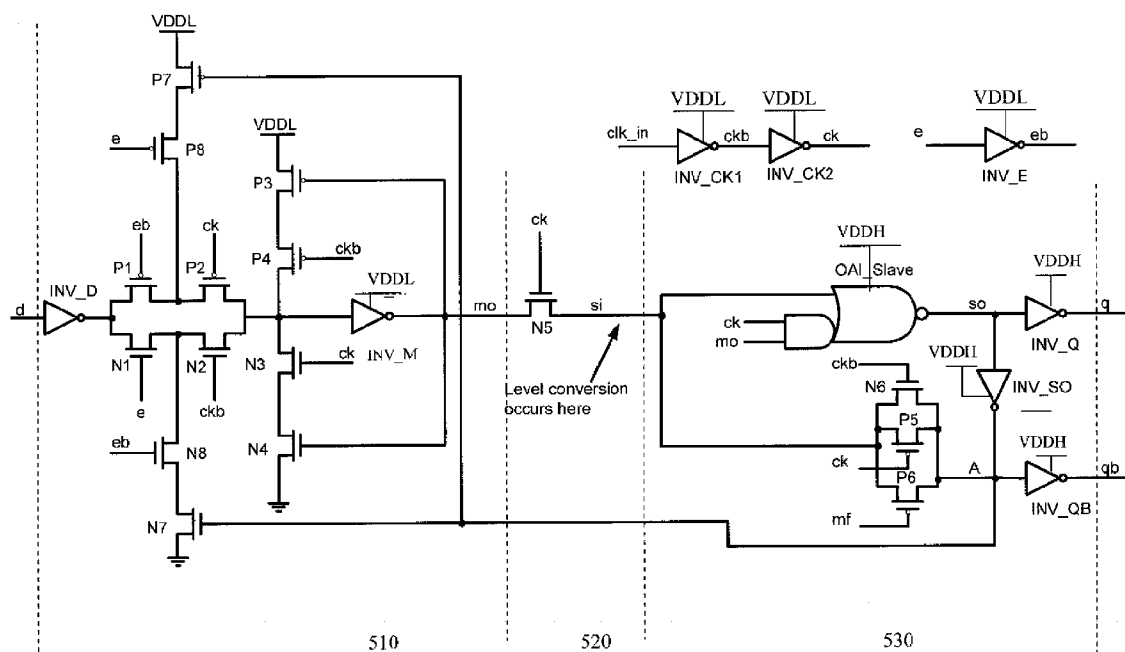 VDDL
P7
e
P8
VDDL
P3
P4
ckb
eb
ck
P1
P2
INV_D
d
N1
N2
e
ckb
VDDL
INV_M
N3
ck
N4
eb
N8
N7
mo
ck
N5
si
Level conversion
occurs here
VDDL
VDDL
clk_in
ckb
ck
INV_CK1
INV_CK2
VDDL
e
eb
INV_E
VDDH
OAI_Slave
ck
mo
so
VDDH
INV_Q
q
VDDH
INV_SO
ckb
N6
P5
ck
P6
mf
A
VDDH
INV_QB
qb
510
520
530